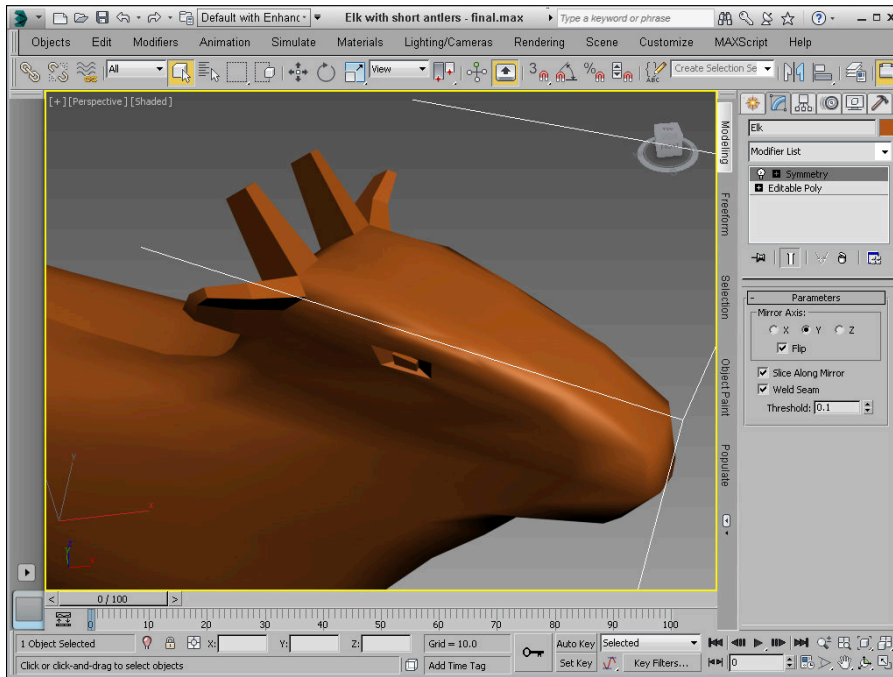 Default with Enhanc
Elk with short antlers - final.max
Type a keyword or phrase
Objects Edit Modifiers Animation Simulate Materials Lighting/Cameras Rendering Scene Customize MAXScript Help
All
View
3
%
ABC
Create Selection Se
[+][Perspective][Shaded]
Modeling
Freeform
Selection
Object Paint
Populate
Elk
Modifier List
Symmetry
Editable Poly
- Parameters
Mirror Axis:
X Y Z
Flip
Slice Along Mirror
Weld Seam
Threshold: 0.1
z
y
x
< 0 / 100 >
0 10 20 30 40 50 60 70 80 90 100
1 Object Selected X: Y: Z: Grid = 10.0 Auto Key Selected
Click or click-and-drag to select objects Add Time Tag Set Key Key Filters... 0